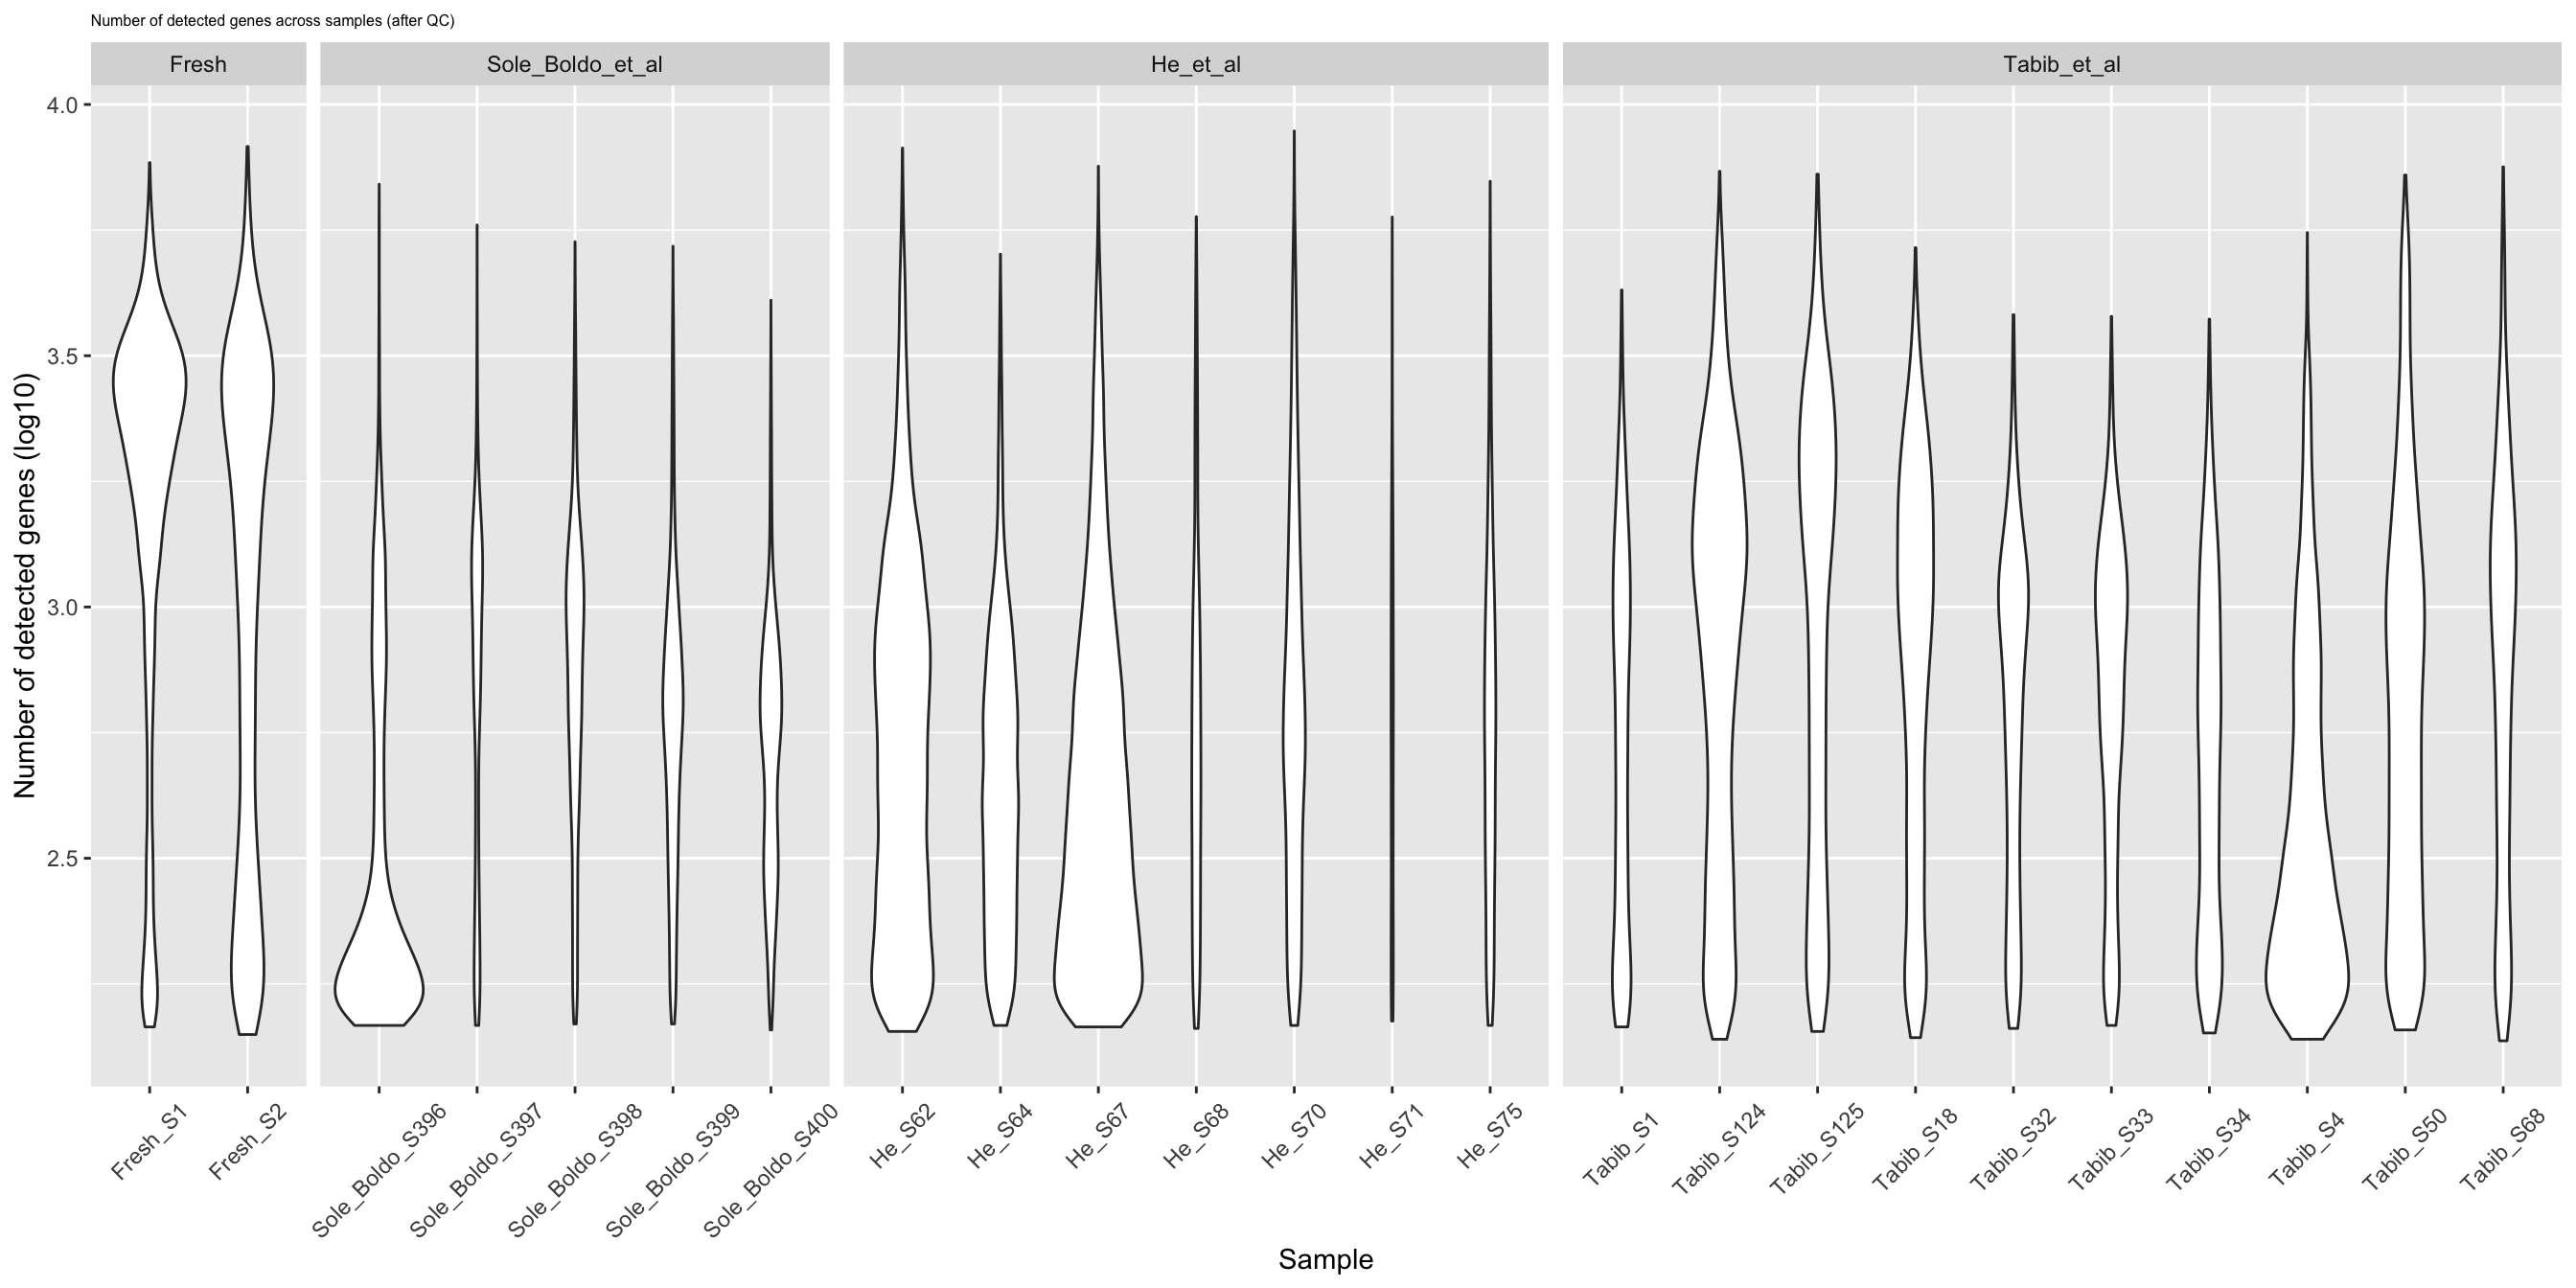 Number of detected genes across samples (after QC)
Fresh
Sole_Boldo_et_al
He_et_al
Tabib_et_al
Number of detected genes (log10)
4.0
3.5
3.0
2.5
Fresh_S1
Fresh_S2
Sole_Boldo_S396
Sole_Boldo_S397
Sole_Boldo_S398
Sole_Boldo_S399
Sole_Boldo_S400
He_S62
He_S64
He_S67
He_S68
He_S70
He_S71
He_S75
Tabib_S1
Tabib_S124
Tabib_S125
Tabib_S18
Tabib_S32
Tabib_S33
Tabib_S34
Tabib_S4
Tabib_S50
Tabib_S68
Sample